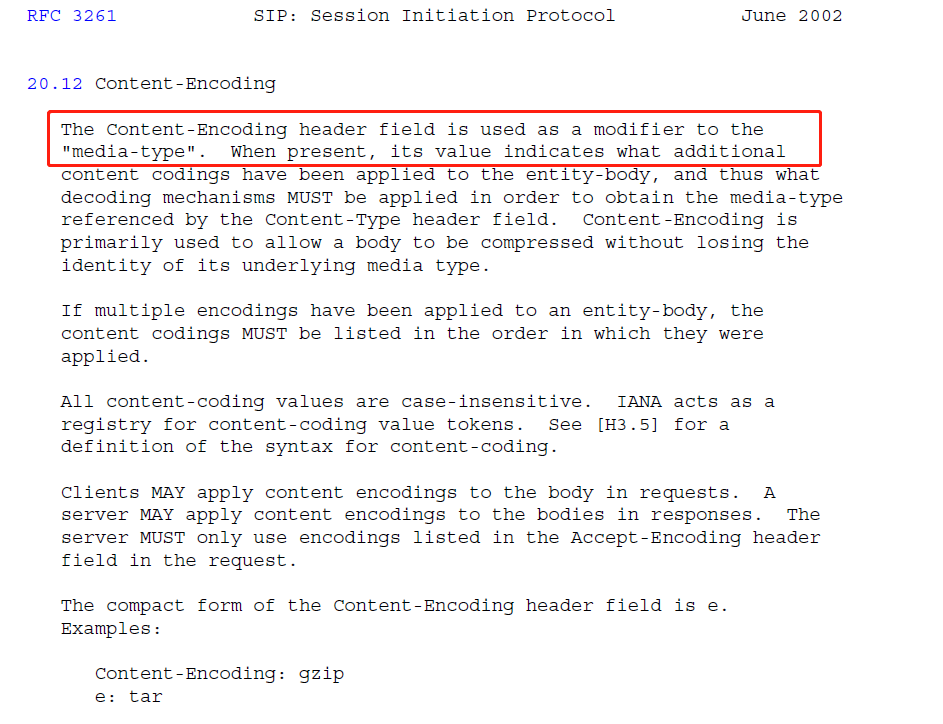 RFC 3261 SIP: Session Initiation Protocol June 2002
20.12 Content-Encoding
The Content-Encoding header field is used as a modifier to the
"media-type". When present, its value indicates what additional
content codings have been applied to the entity-body, and thus what
decoding mechanisms MUST be applied in order to obtain the media-type
referenced by the Content-Type header field. Content-Encoding is
primarily used to allow a body to be compressed without losing the
identity of its underlying media type.
If multiple encodings have been applied to an entity-body, the
content codings MUST be listed in the order in which they were
applied.
All content-coding values are case-insensitive. IANA acts as a
registry for content-coding value tokens. See [H3.5] for a
definition of the syntax for content-coding.
Clients MAY apply content encodings to the body in requests. A
server MAY apply content encodings to the bodies in responses. The
server MUST only use encodings listed in the Accept-Encoding header
field in the request.
The compact form of the Content-Encoding header field is e.
Examples:
Content-Encoding: gzip
e: tar